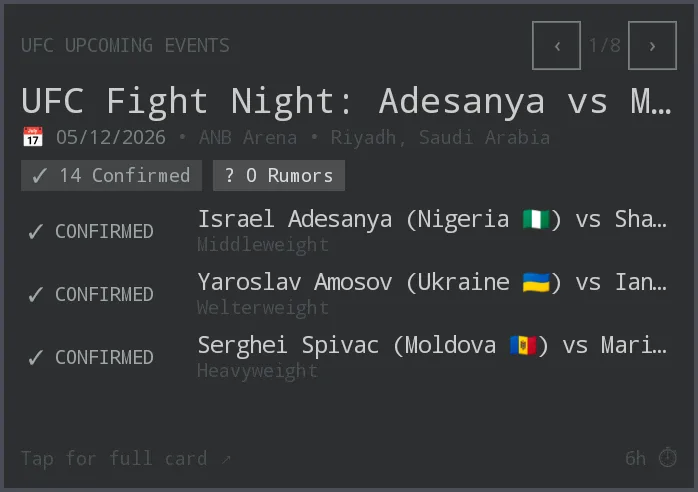 UFC UPCOMING EVENTS
‹ 1/8 ›
UFC Fight Night: Adesanya vs M…
📅 05/12/2026 • ANB Arena • Riyadh, Saudi Arabia
✓ 14 Confirmed ? 0 Rumors
✓ CONFIRMED Israel Adesanya (Nigeria 🇳🇬) vs Sha…
Middleweight
✓ CONFIRMED Yaroslav Amosov (Ukraine 🇺🇦) vs Ian…
Welterweight
✓ CONFIRMED Serghei Spivac (Moldova 🇲🇩) vs Mari…
Heavyweight
Tap for full card ↗
6h ⏱